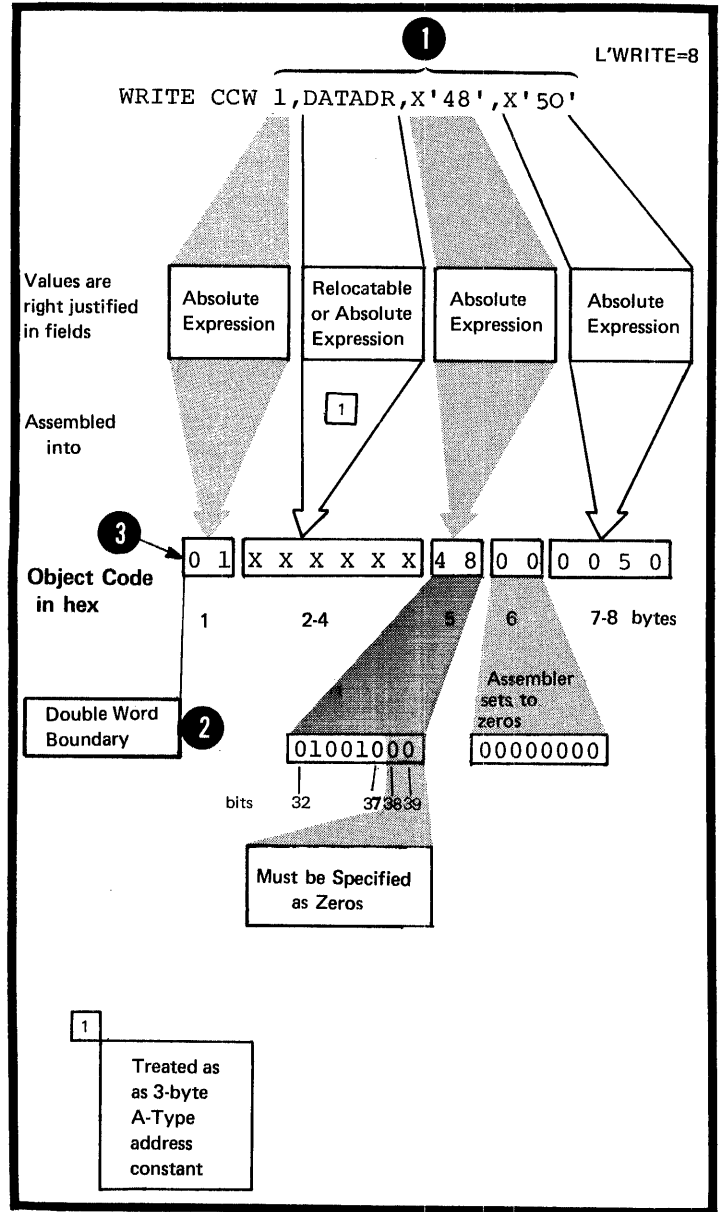 1
L'WRITE=8
WRITE CCW 1,DATADR,X'48',X'50'
Values are
right justified
in fields
Absolute
Expression
Relocatable
or Absolute
Expression
Absolute
Expression
Absolute
Expression
1
Assembled
into
3
Object Code
in hex
0 1
X X X X X X
4 8
0 0
0 0 5 0
1
2-4
5
6
7-8 bytes
Double Word
Boundary
2
Assembler
sets to
zeros
01001000
00000000
bits
32
37
38
39
Must be Specified
as Zeros
1
Treated as
as 3-byte
A-Type
address
constant